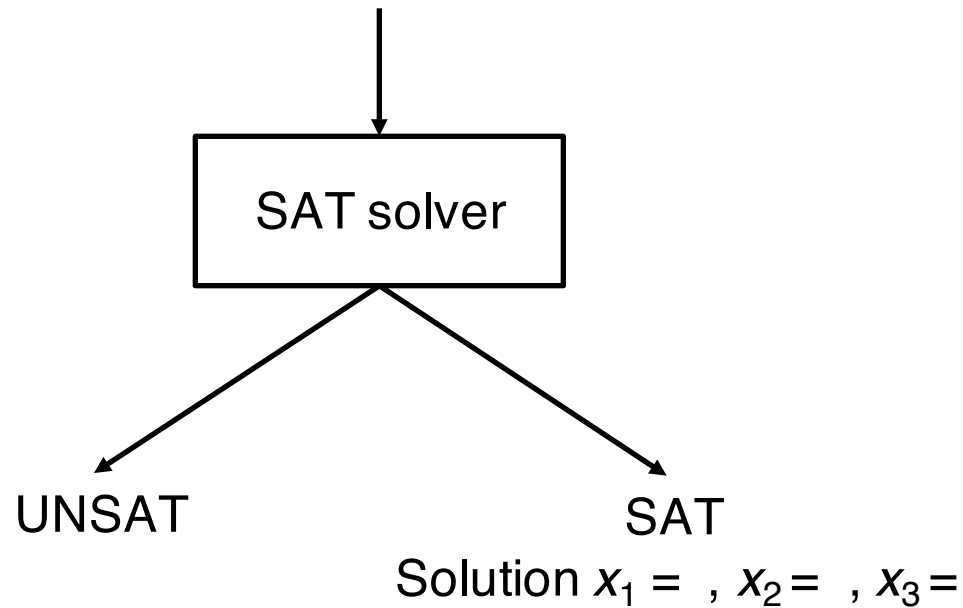 SAT solver
UNSAT
SAT
Solution x₁ = , x₂ = , x₃ =